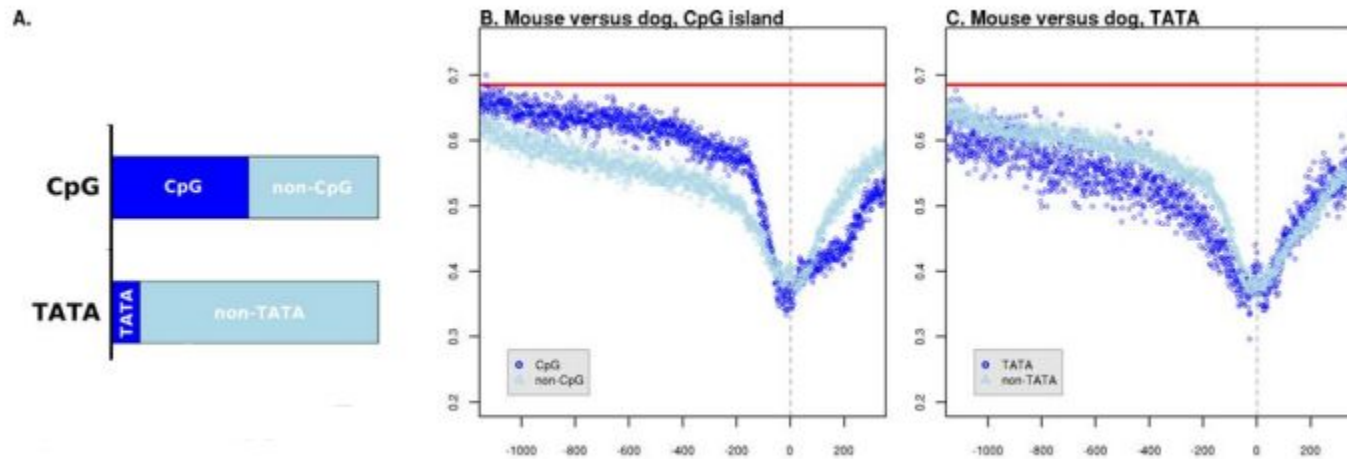 A.
CpG
CpG
non-CpG
TATA
TATA
non-TATA
B. Mouse versus dog, CpG island
0.7
0.6
0.5
0.4
0.3
0.2
CpG
non-CpG
-1000 -800 -600 -400 -200 0 200
C. Mouse versus dog, TATA
0.7
0.6
0.5
0.4
0.3
0.2
TATA
non-TATA
-1000 -800 -600 -400 -200 0 200